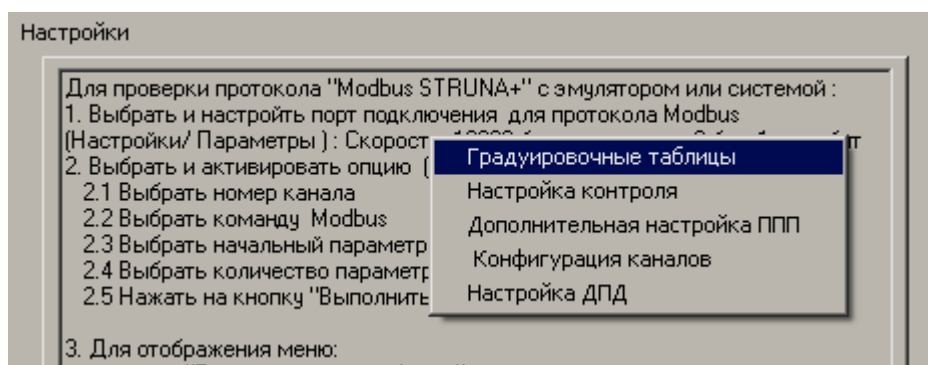 Настройки
Для проверки протокола "Modbus STRUNA+" с эмулятором или системой :
1. Выбрать и настройть порт подключения для протокола Modbus
(Настройки/ Параметры ) :
2. Выбрать и активировать опцию (
2.1 Выбрать номер канала
2.2 Выбрать команду Modbus
2.3 Выбрать начальный параметр
2.4 Выбрать количество
2.5 Нажать на кнопку "Выполнить
3. Для отображения меню:
Градуировочные таблицы
Настройка контроля
Дополнительная настройка ППП
Конфигурация каналов
Настройка ДПД